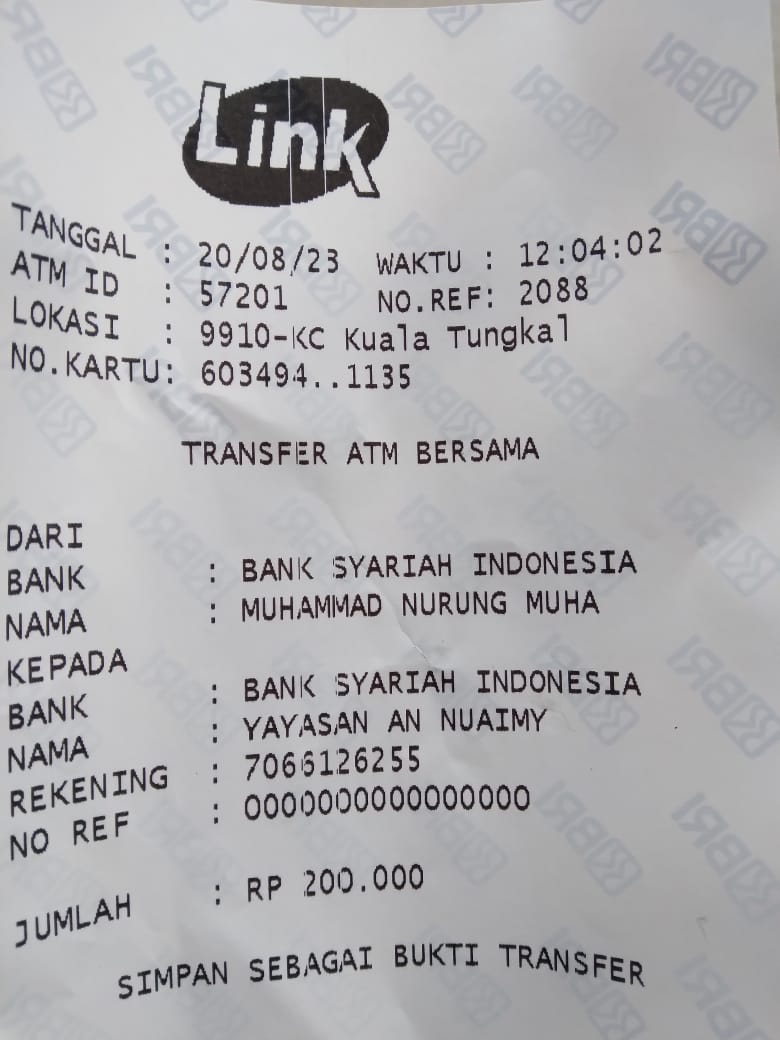 Link
TANGGAL : 20/08/23 WAKTU : 12:04:02
ATM ID : 57201 NO.REF: 2088
LOKASI : 9910-KC Kuala Tungkal
NO.KARTU: 603494..1135
TRANSFER ATM BERSAMA
DARI
BANK : BANK SYARIAH INDONESIA
NAMA : MUHAMMAD NURUNG MUHA
KEPADA
BANK : BANK SYARIAH INDONESIA
NAMA : YAYASAN AN NUAIMY
REKENING : 7066126255
NO REF : 0000000000000000
JUMLAH : RP 200.000
SIMPAN SEBAGAI BUKTI TRANSFER
BRI